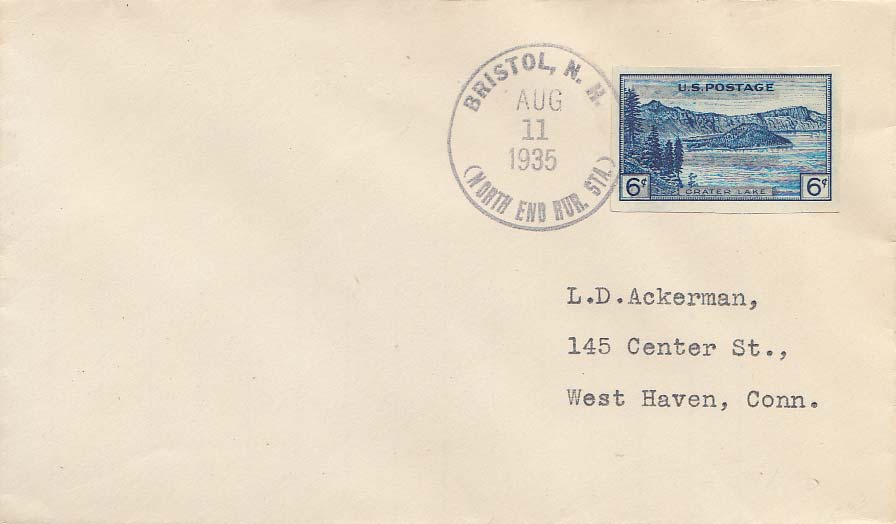 BRISTOL, N. H.
AUG
11
1935
(NORTH END RUR. STA.)
U.S. POSTAGE
6¢ CRATER LAKE 6¢
L.D.Ackerman,
145 Center St.,
West Haven, Conn.